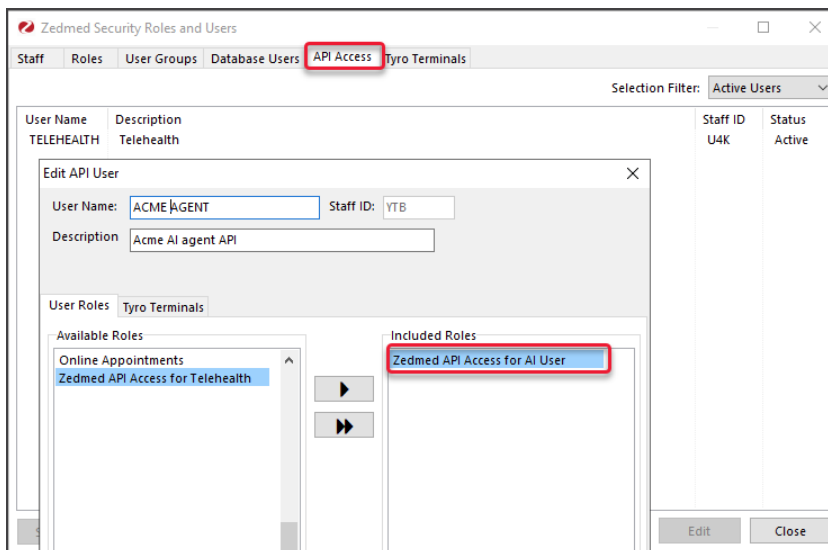 Zedmed Security Roles and Users
Staff Roles User Groups Database Users API Access Tyro Terminals
Selection Filter: Active Users
User Name Description Staff ID Status
TELEHEALTH Telehealth U4K Active
Edit API User
User Name: ACME AGENT Staff ID: YTB
Description Acme AI agent API
User Roles Tyro Terminals
Available Roles Included Roles
Online Appointments Zedmed API Access for AI User
Zedmed API Access for Telehealth
Edit Close